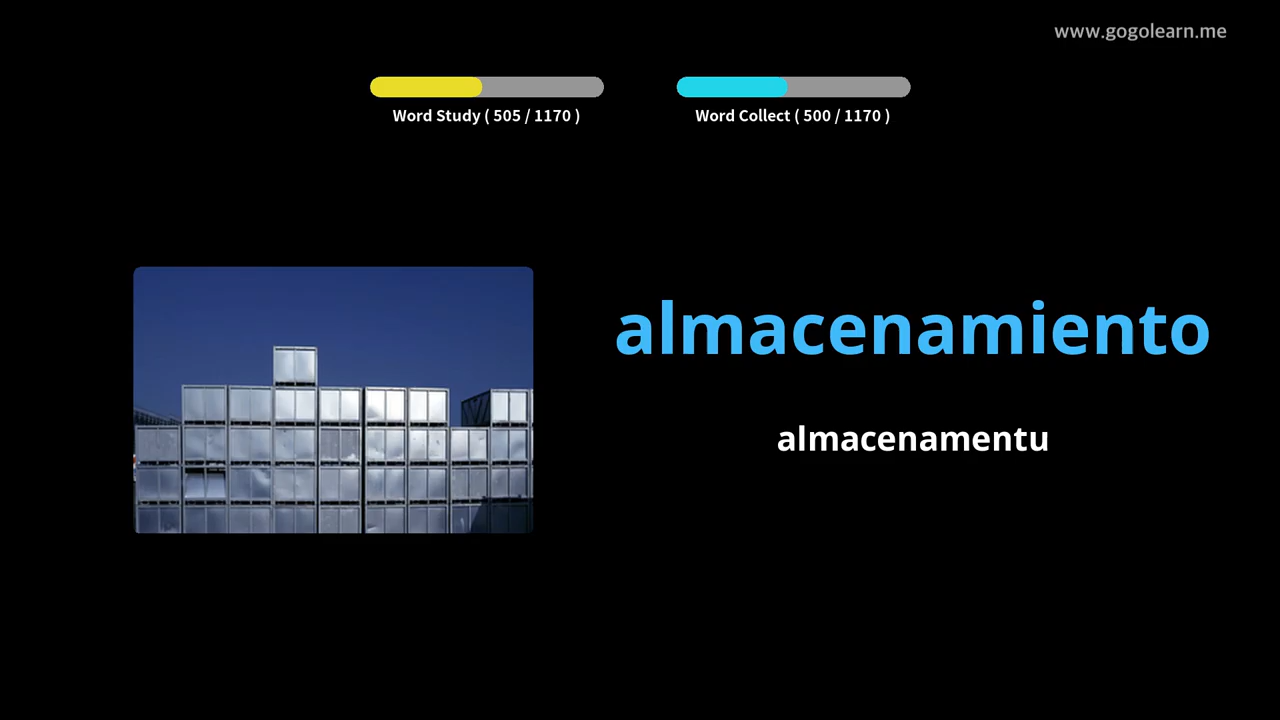 www.gogolearn.me
Word Study ( 505 / 1170 )
Word Collect ( 500 / 1170 )
almacenamiento
almacenamentu